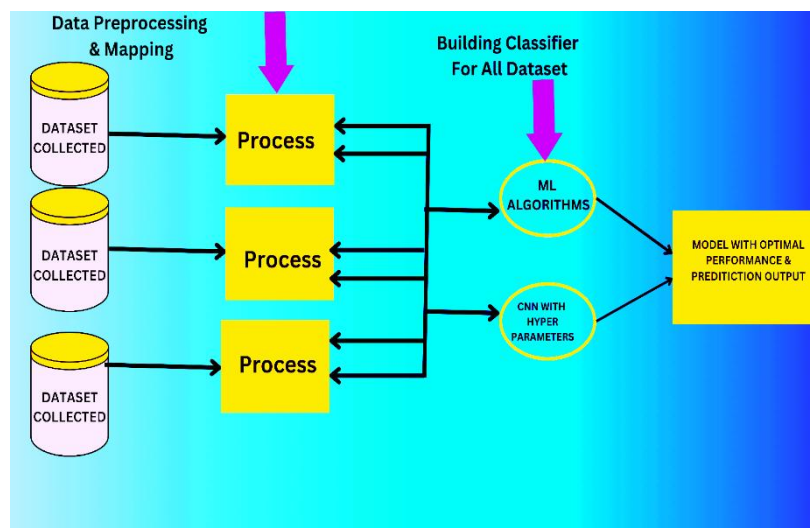 Data Preprocessing
& Mapping
Building Classifier
For All Dataset
DATASET
COLLECTED
Process
ML
ALGORITHMS
DATASET
COLLECTED
Process
MODEL WITH OPTIMAL
PERFORMANCE &
PREDITICTION OUTPUT
CNN WITH
HYPER
PARAMETERS
DATASET
COLLECTED
Process